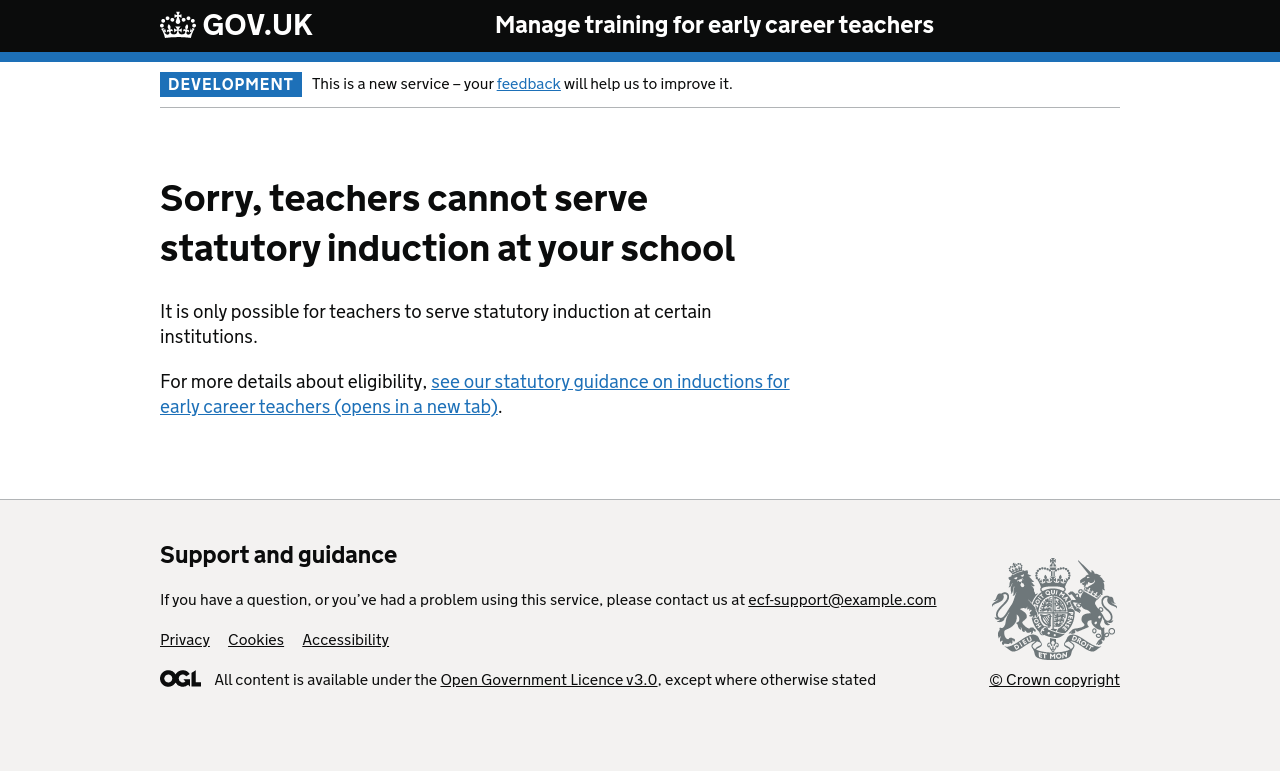 GOV.UK Manage training for early career teachers
DEVELOPMENT This is a new service – your feedback will help us to improve it.
Sorry, teachers cannot serve
statutory induction at your school
It is only possible for teachers to serve statutory induction at certain
institutions.
For more details about eligibility, see our statutory guidance on inductions for
early career teachers (opens in a new tab).
Support and guidance
If you have a question, or you’ve had a problem using this service, please contact us at ecf-support@example.com
Privacy Cookies Accessibility
OGL All content is available under the Open Government Licence v3.0, except where otherwise stated
DIEU ET MON DROIT
© Crown copyright